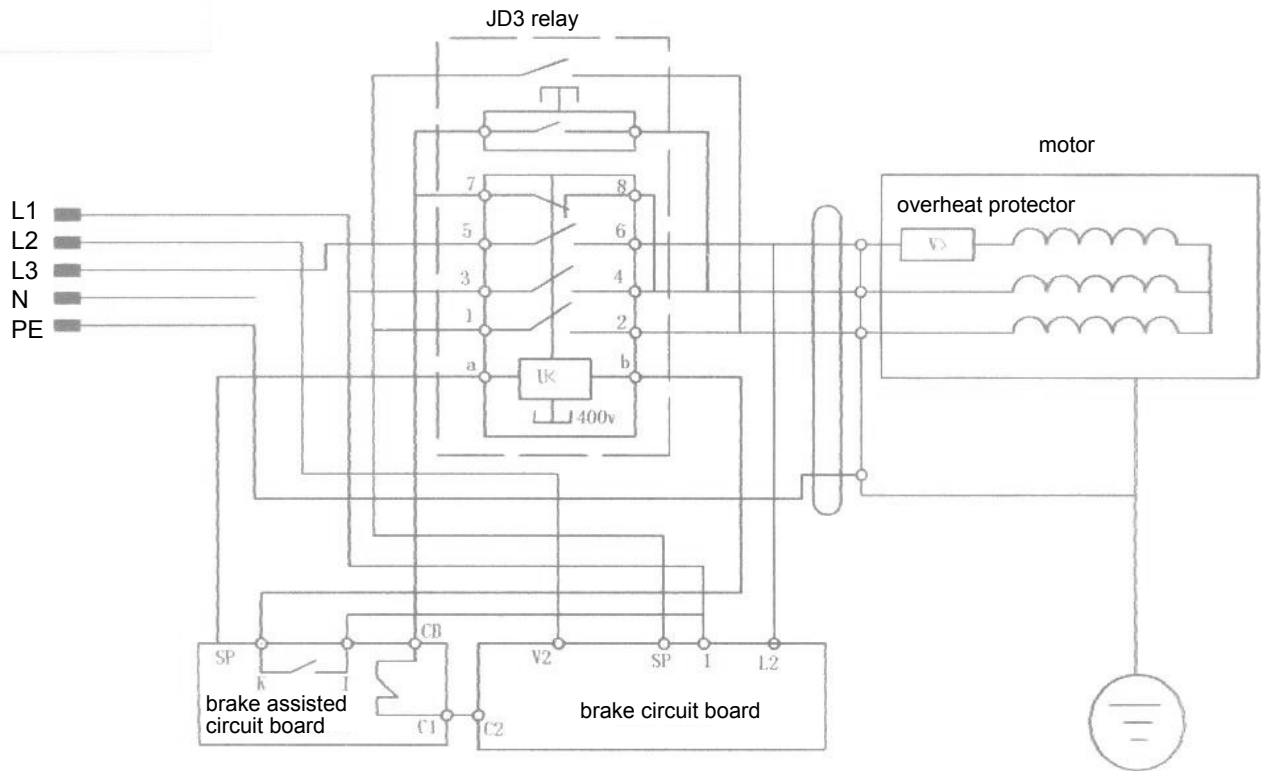 JD3 relay
motor
overheat protector
L1
L2
L3
N
PE
7
8
5
6
3
4
1
2
a
b
U<
400v
SP
K
I
CB
C1
brake assisted
circuit board
V2
SP
1
L2
C2
brake circuit board